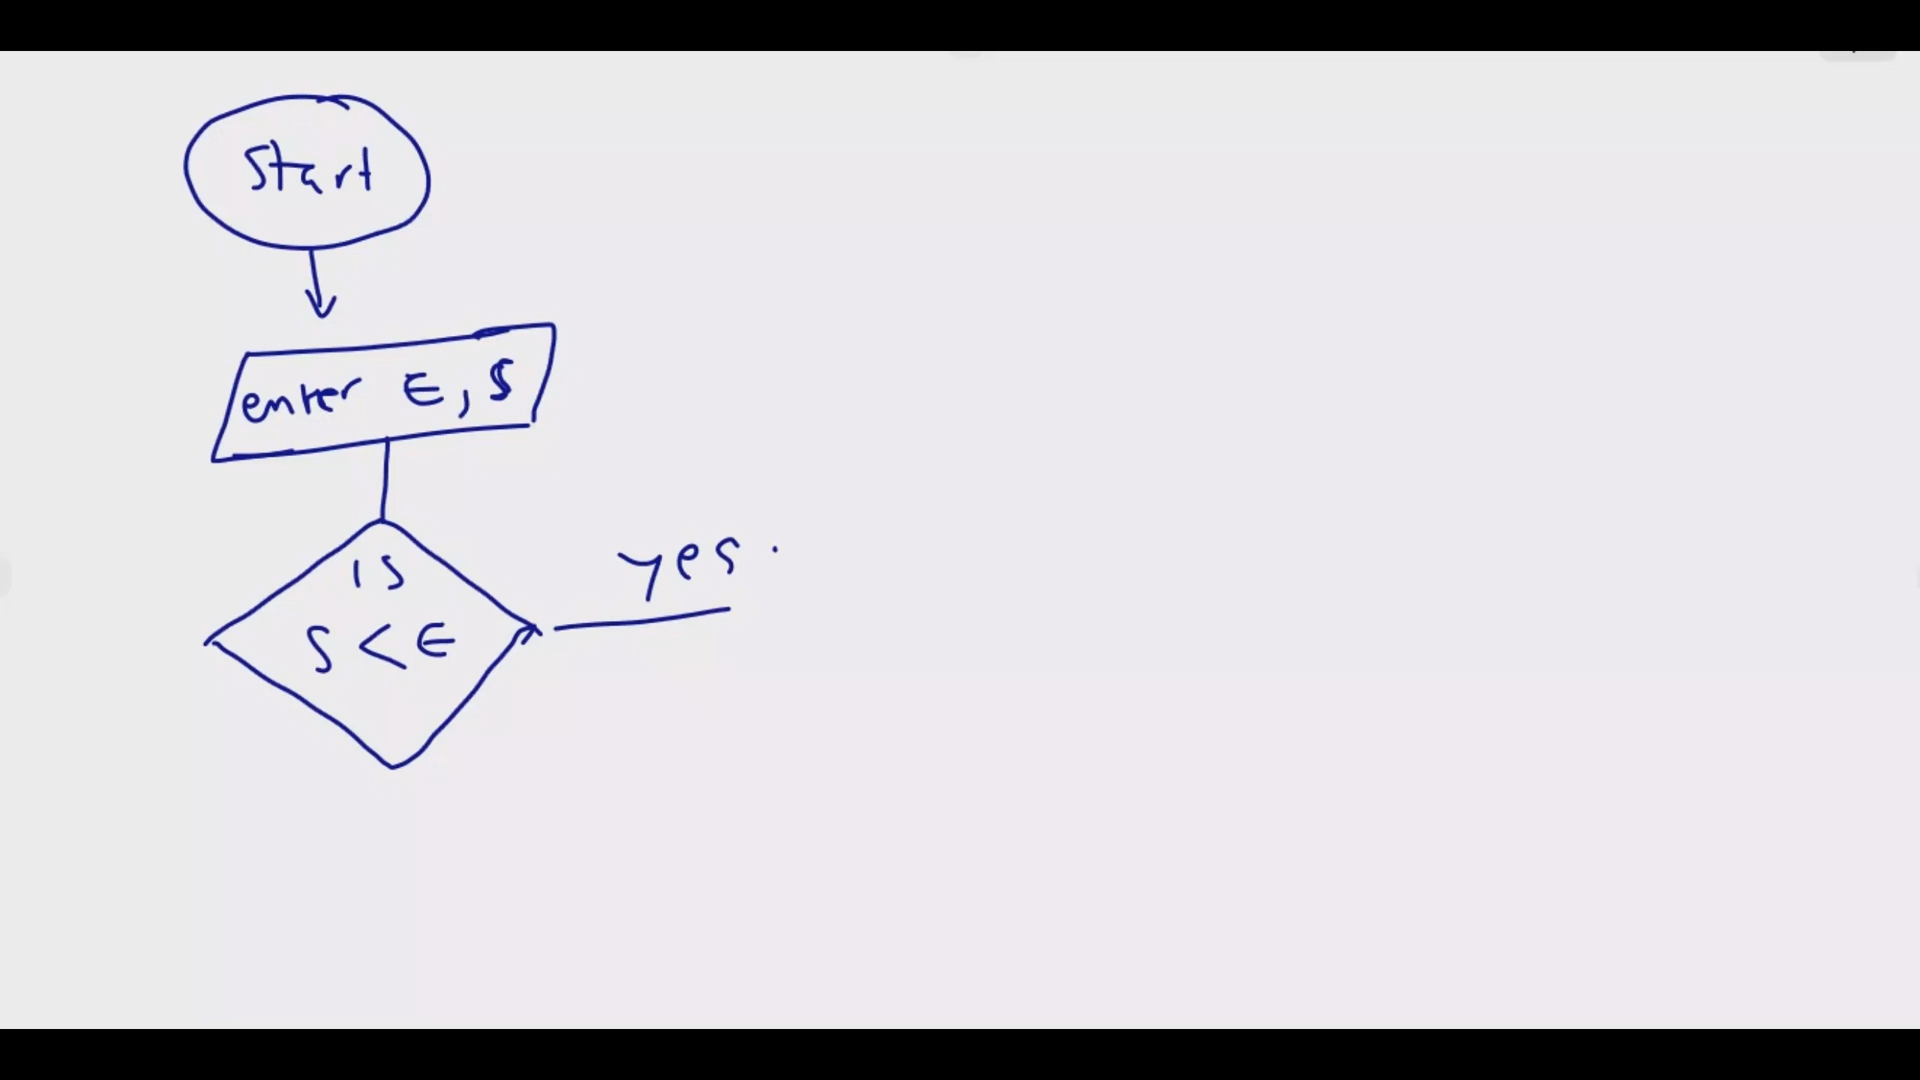 Start
enter E, S
is
S < E
yes.